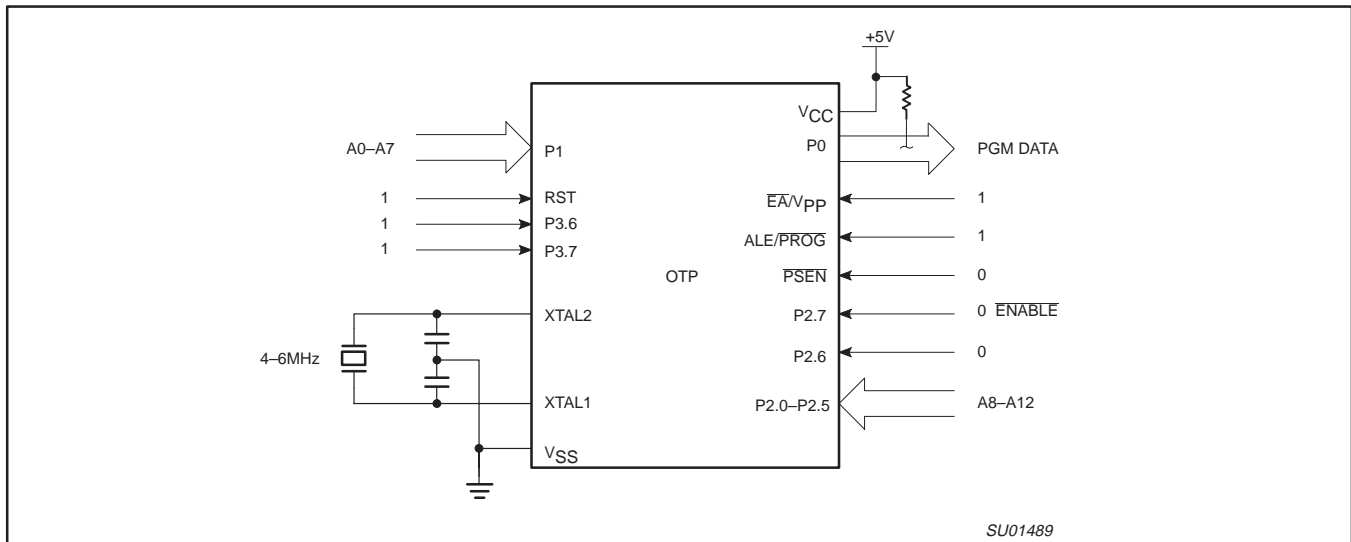 +5V
VCC
A0–A7
P1
P0
PGM DATA
1
RST
EA/VPP
1
1
P3.6
ALE/PROG
1
1
P3.7
OTP
PSEN
0
XTAL2
P2.7
0 ENABLE
4–6MHz
P2.6
0
XTAL1
P2.0–P2.5
A8–A12
VSS
SU01489